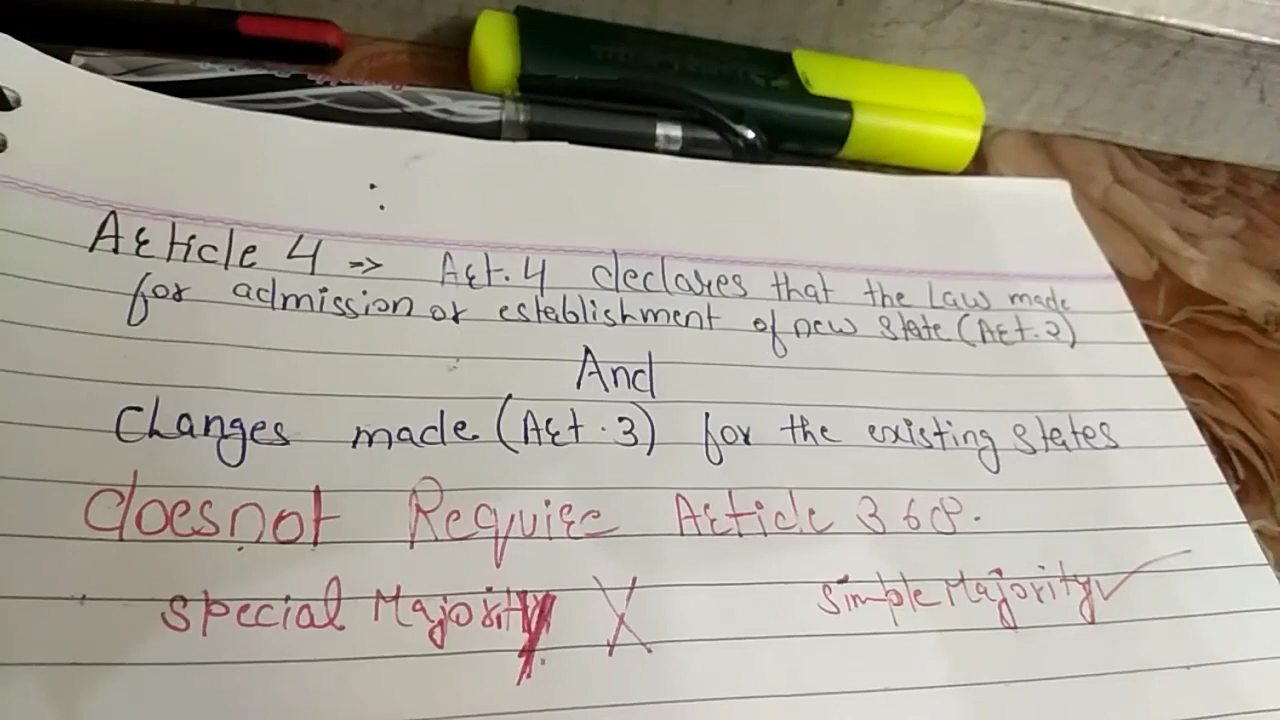 Article 4 => Art. 4 declares that the Law made
for admission or establishment of new state (Art. 2)
And
Changes made (Art. 3) for the existing states
doesnot Require Article 368.
special Majority X
simple Majority ✓